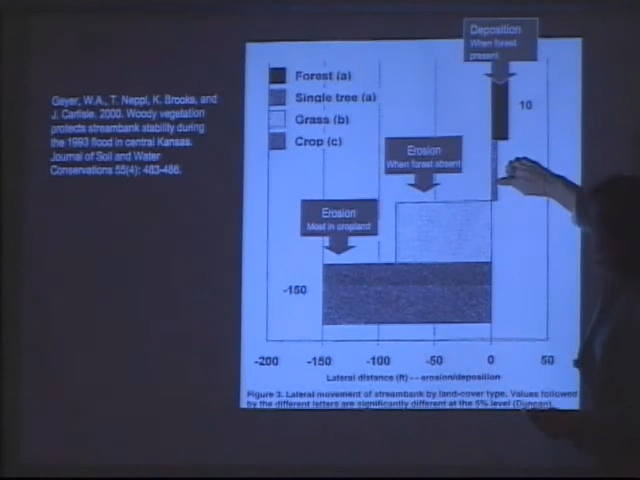 Deposition
When forest
present
Forest (a)
Single tree (a)
Grass (b)
Crop (c)
10
Erosion
When forest absent
Erosion
Most in cropland
-150
-200 -150 -100 -50 0 50
Lateral distance (ft) -- erosion/deposition
Figure 3. Lateral movement of streambank by land-cover type. Values followed
by the different letters are significantly different at the 5% level (Duncan).
Geyer, W.A., T. Neppl, K. Brooks, and
J. Carlisle. 2000. Woody vegetation
protects streambank stability during
the 1993 flood in central Kansas.
Journal of Soil and Water
Conservations 55(4): 483-486.